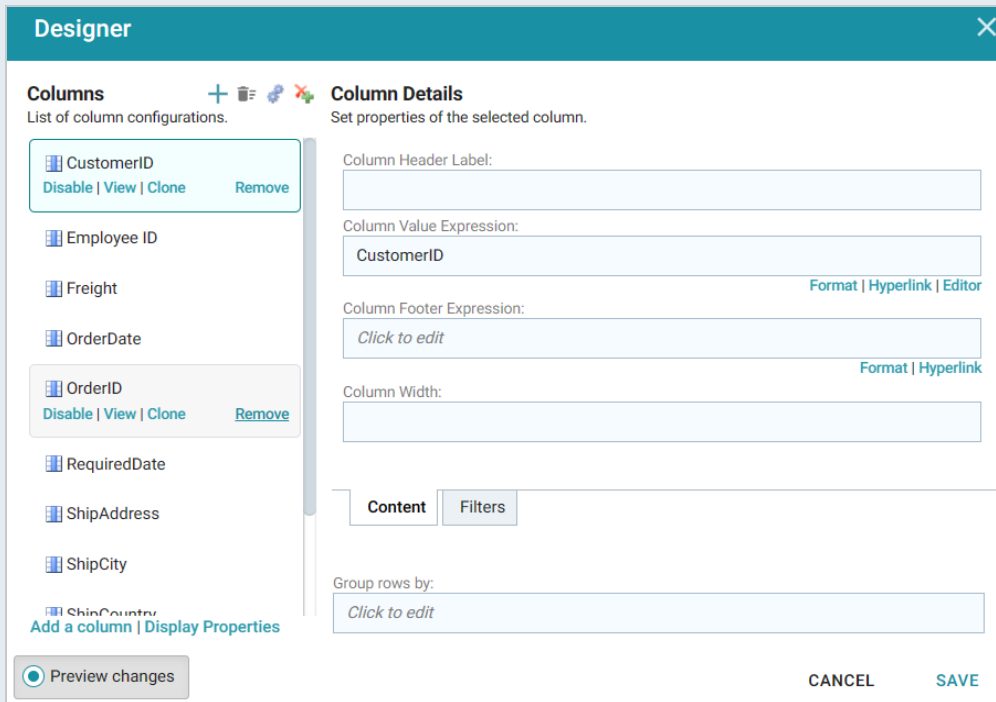 Designer
Columns
List of column configurations.
CustomerID
Disable | View | Clone Remove
Employee ID
Freight
OrderDate
OrderID
Disable | View | Clone Remove
RequiredDate
ShipAddress
ShipCity
ShipCountry
Add a column | Display Properties
Preview changes
Column Details
Set properties of the selected column.
Column Header Label:
Column Value Expression:
CustomerID
Format | Hyperlink | Editor
Column Footer Expression:
Click to edit
Format | Hyperlink
Column Width:
Content Filters
Group rows by:
Click to edit
CANCEL SAVE